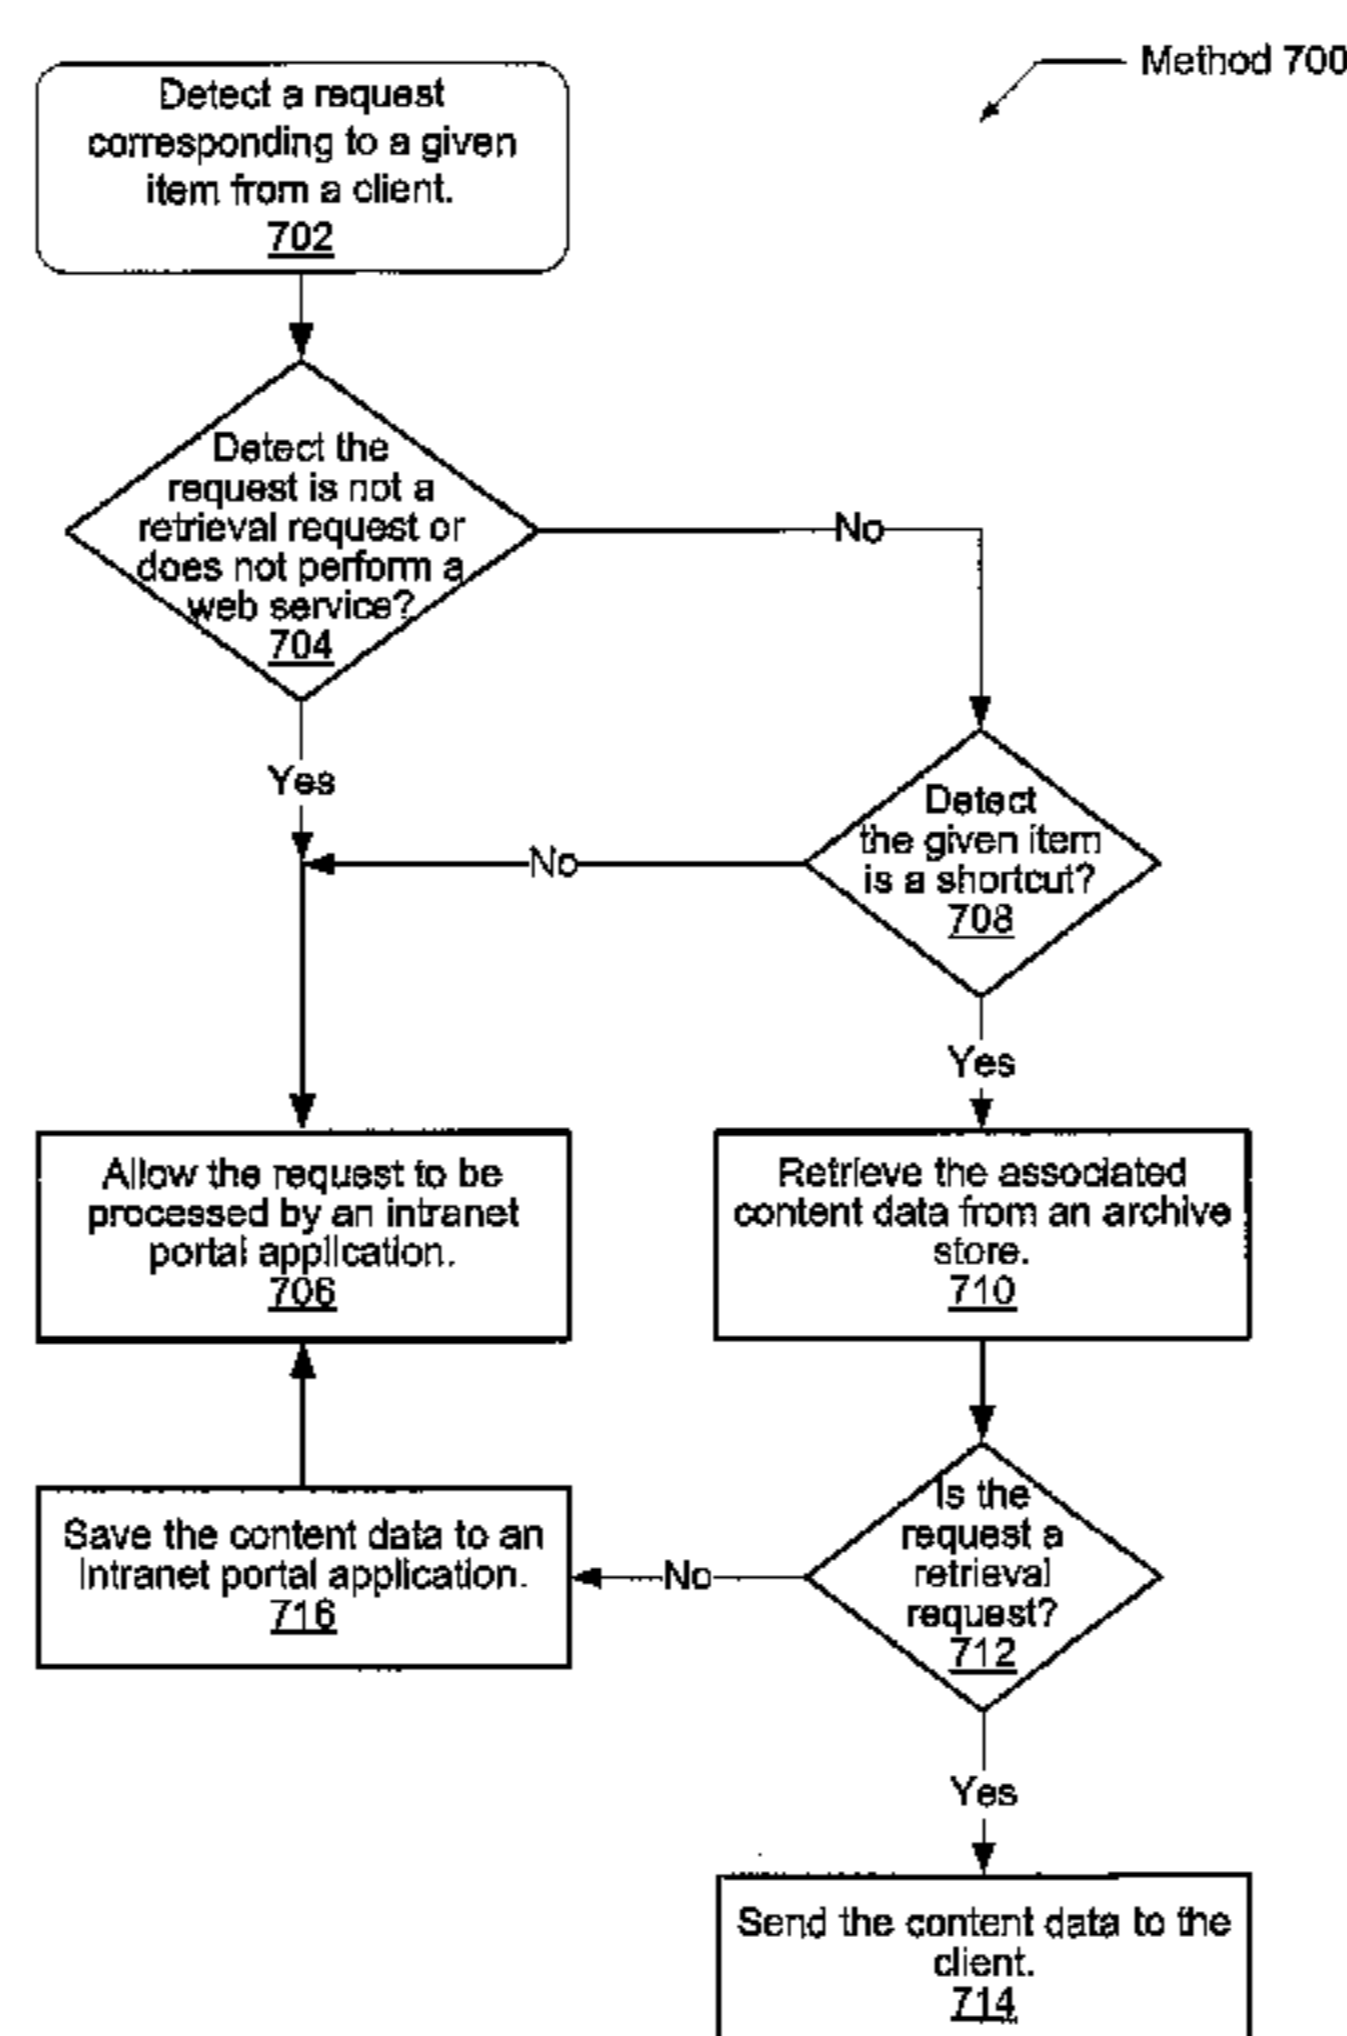 Method 700
Detect a request
corresponding to a given
item from a client.
702
Detect the
request is not a
retrieval request or
does not perform a
web service?
704
No
Yes
Detect
the given item
is a shortcut?
708
No
Yes
Allow the request to be
processed by an intranet
portal application.
706
Retrieve the associated
content data from an archive
store.
710
Is the
request a
retrieval
request?
712
No
Save the content data to an
intranet portal application.
716
Yes
Send the content data to the
client.
714